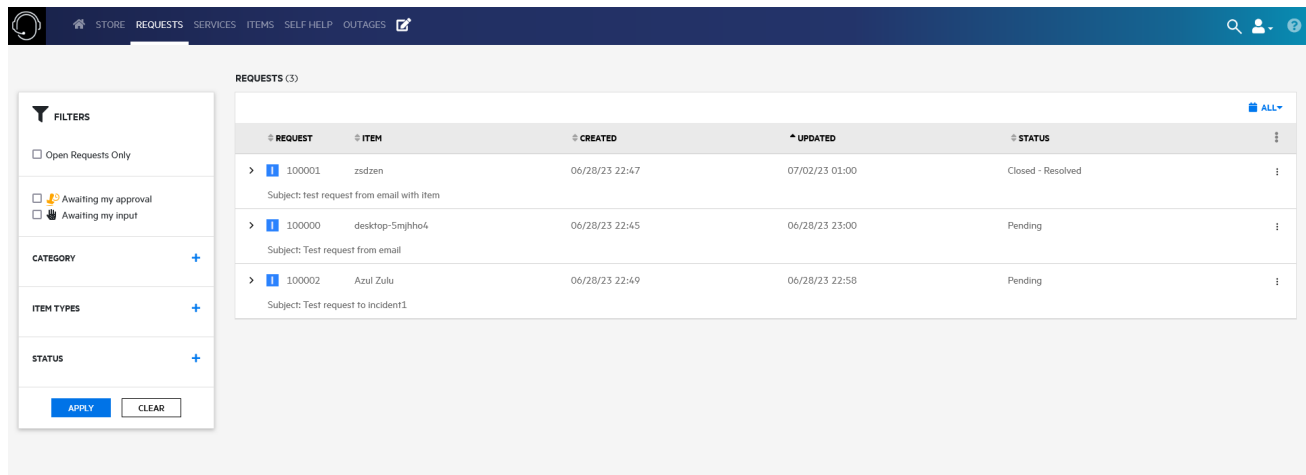 STORE REQUESTS SERVICES ITEMS SELF HELP OUTAGES
REQUESTS (3)
FILTERS
Open Requests Only
Awaiting my approval
Awaiting my input
CATEGORY +
ITEM TYPES +
STATUS +
APPLY CLEAR
ALL
REQUEST ITEM CREATED UPDATED STATUS
I 100001 zsdzen 06/28/23 22:47 07/02/23 01:00 Closed - Resolved
Subject: test request from email with item
I 100000 desktop-5mjhho4 06/28/23 22:45 06/28/23 23:00 Pending
Subject: Test request from email
I 100002 Azul Zulu 06/28/23 22:49 06/28/23 22:58 Pending
Subject: Test request to incident1